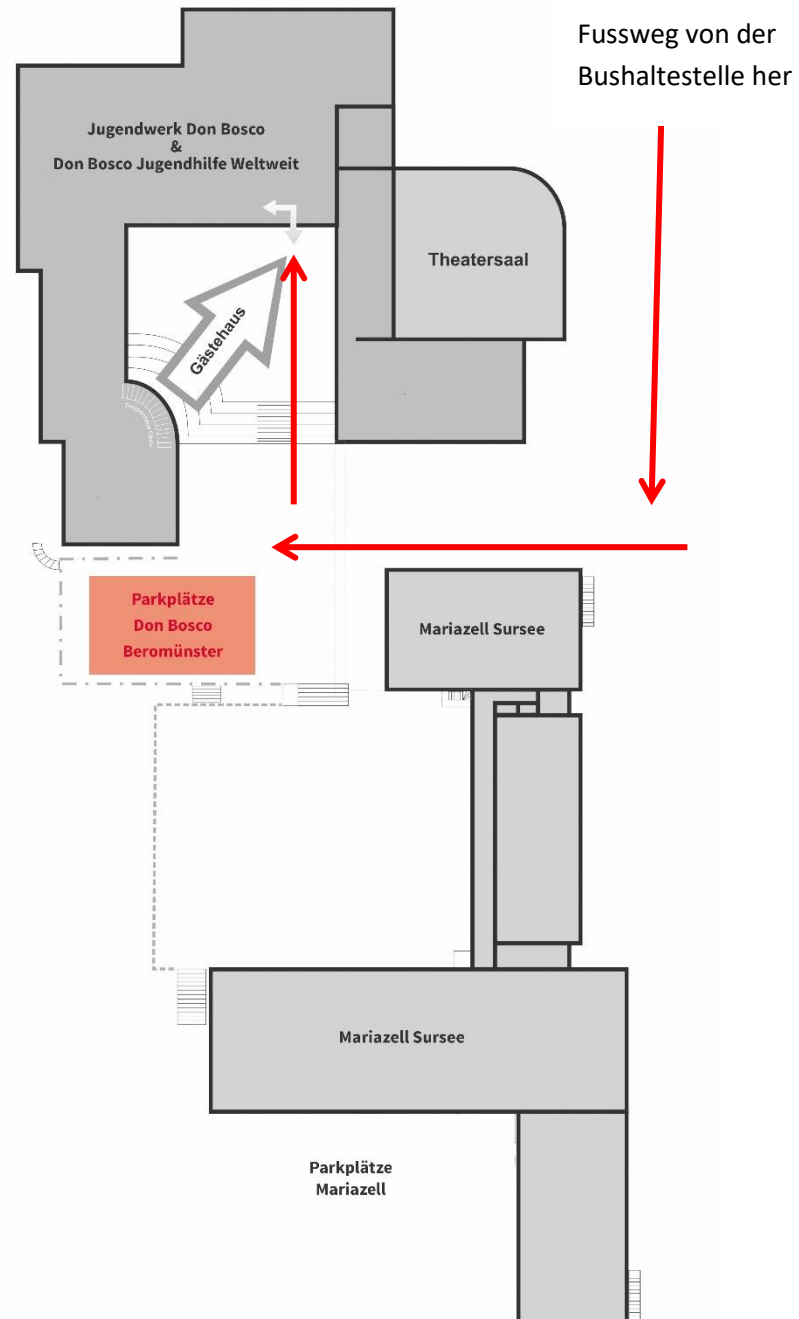 Fussweg von der
Bushaltestelle her
Jugendwerk Don Bosco
&
Don Bosco Jugendhilfe Weltweit
Theatersaal
Gästehaus
Parkplätze
Don Bosco
Beromünster
Mariazell Sursee
Mariazell Sursee
Parkplätze
Mariazell